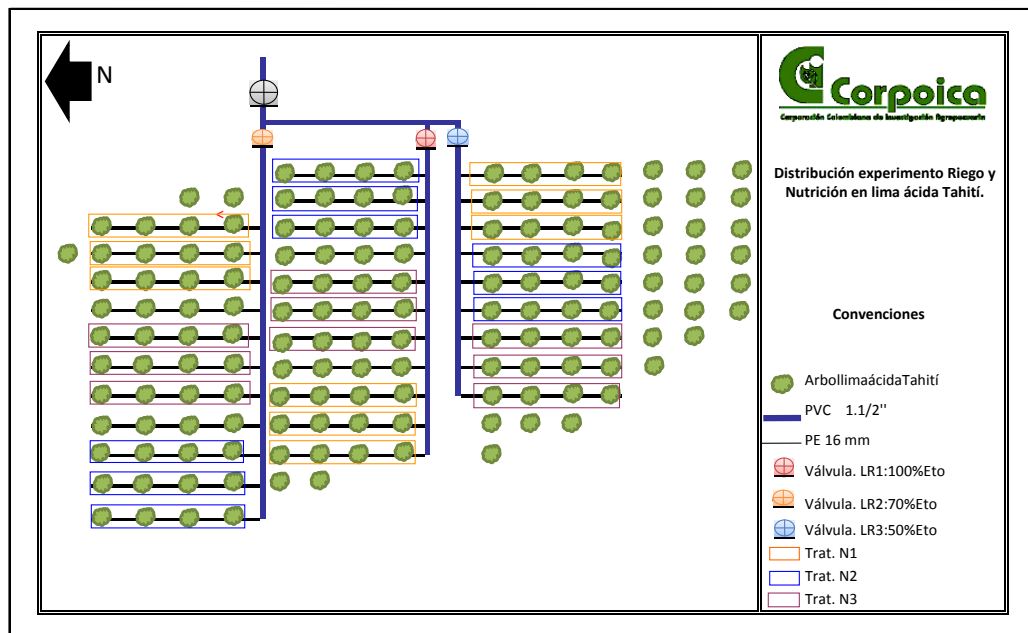 N
Corpoica
Corporación Colombiana de Investigación Agropecuaria
Distribución experimento Riego y
Nutrición en lima ácida Tahití.
Convenciones
ArbollimaácidaTahití
PVC 1.1/2''
PE 16 mm
Válvula. LR1:100%Eto
Válvula. LR2:70%Eto
Válvula. LR3:50%Eto
Trat. N1
Trat. N2
Trat. N3